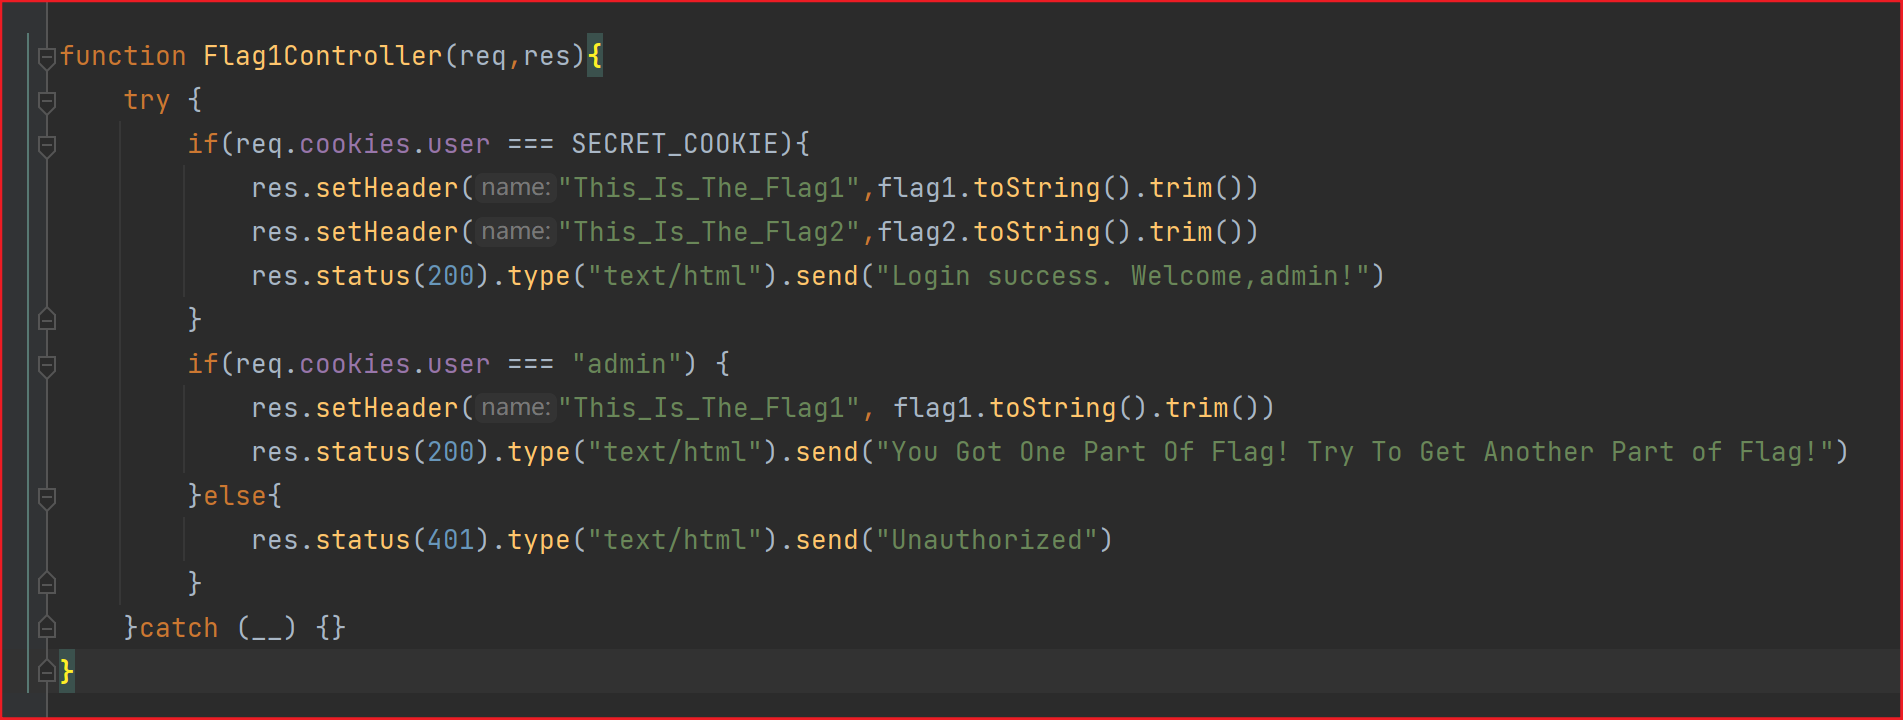 function Flag1Controller(req,res){
    try {
        if(req.cookies.user === SECRET_COOKIE){
            res.setHeader(name:"This_Is_The_Flag1",flag1.toString().trim())
            res.setHeader(name:"This_Is_The_Flag2",flag2.toString().trim())
            res.status(200).type("text/html").send("Login success. Welcome,admin!")
        }
        if(req.cookies.user === "admin") {
            res.setHeader(name:"This_Is_The_Flag1", flag1.toString().trim())
            res.status(200).type("text/html").send("You Got One Part Of Flag! Try To Get Another Part of Flag!")
        }else{
            res.status(401).type("text/html").send("Unauthorized")
        }
    }catch (__) {}
}